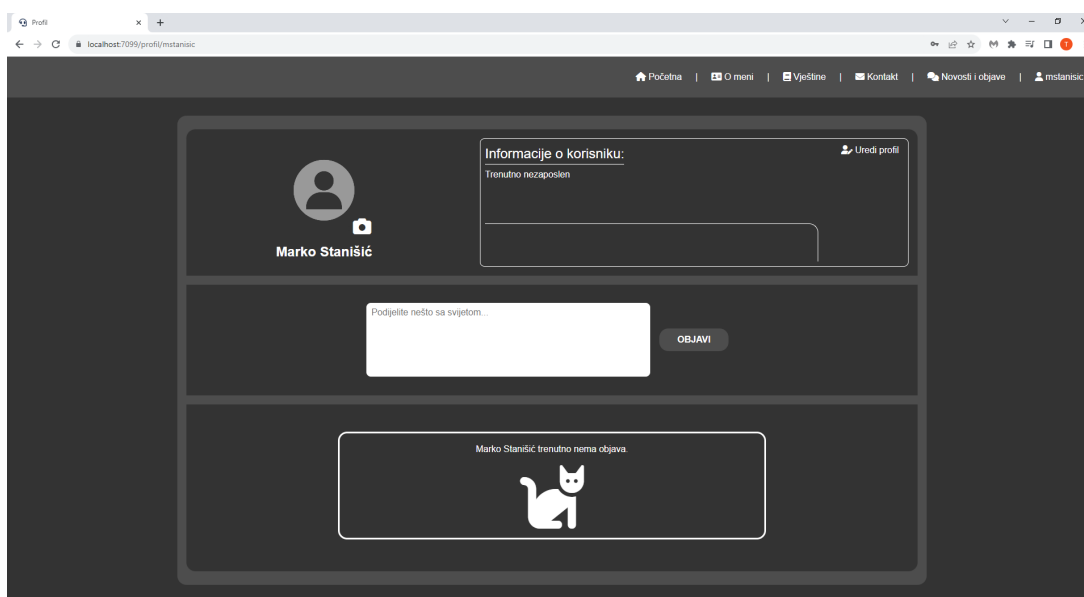 Profil
localhost:7099/profil/mstanisic
Početna | O meni | Vještine | Kontakt | Novosti i objave | mstanisic
Informacije o korisniku:
Uredi profil
Trenutno nezaposlen
Marko Stanišić
Podijelite nešto sa svijetom...
OBJAVI
Marko Stanišić trenutno nema objava.